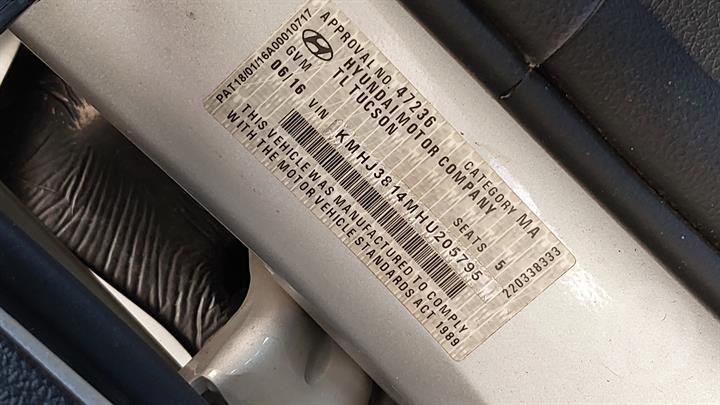 PAT18/01/16A00010717
APPROVAL NO. 47236 CATEGORY MA
HYUNDAI MOTOR COMPANY
GVM TL TUCSON SEATS 5
06/16 VIN KMHJ3814MHU205795 220338333
THIS VEHICLE WAS MANUFACTURED TO COMPLY
WITH THE MOTOR VEHICLE STANDARDS ACT 1989